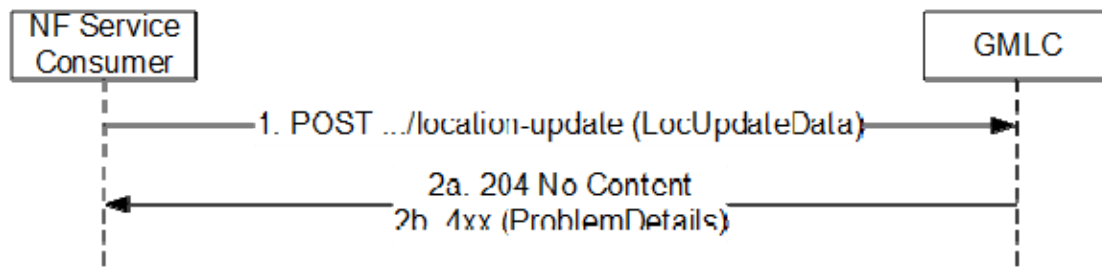 NF Service
Consumer
GMLC
1. POST .../location-update (LocUpdateData)
2a. 204 No Content
2b. 4xx (ProblemDetails)